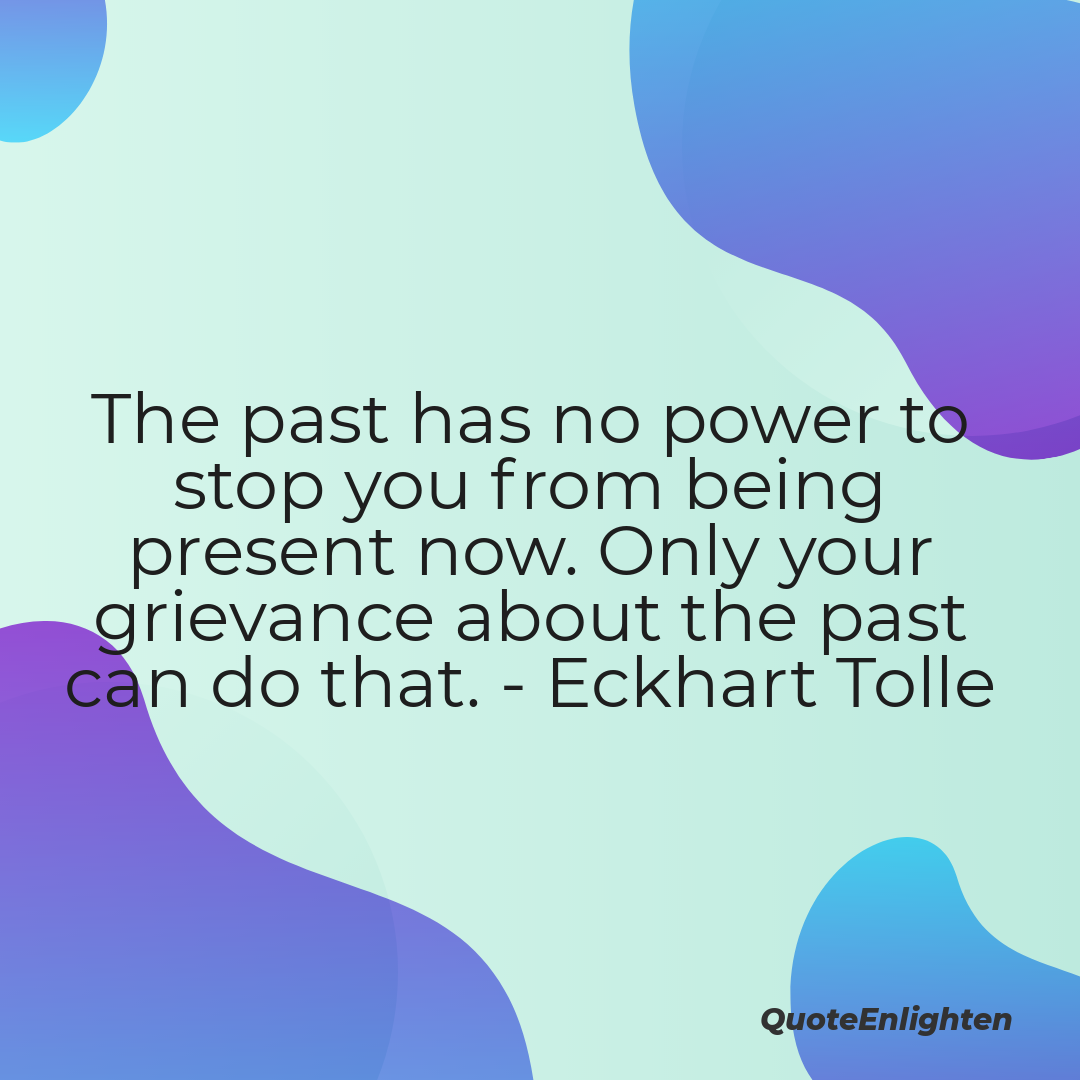 The past has no power to
stop you from being
present now. Only your
grievance about the past
can do that. - Eckhart Tolle
QuoteEnlighten